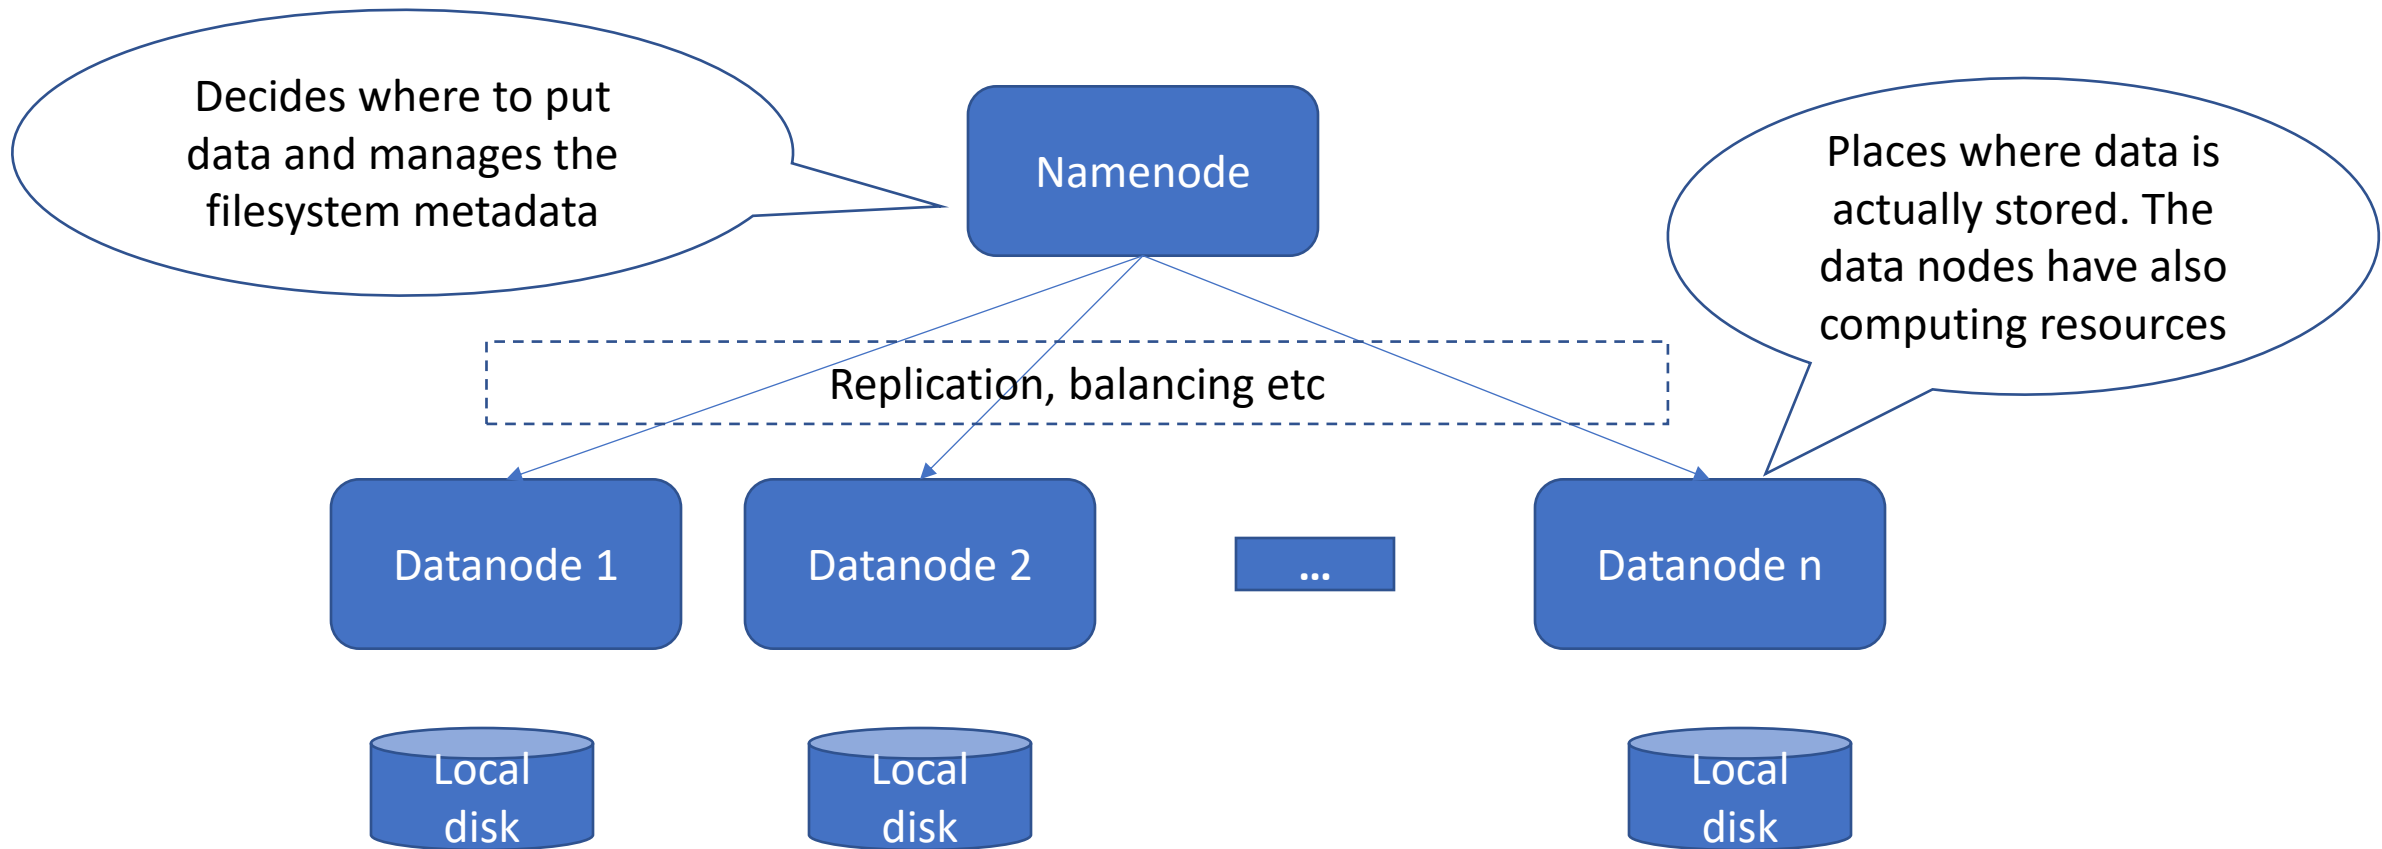 Decides where to put
data and manages the
filesystem metadata
Namenode
Places where data is
actually stored. The
data nodes have also
computing resources
Replication, balancing etc
Datanode 1
Datanode 2
...
Datanode n
Local
disk
Local
disk
Local
disk